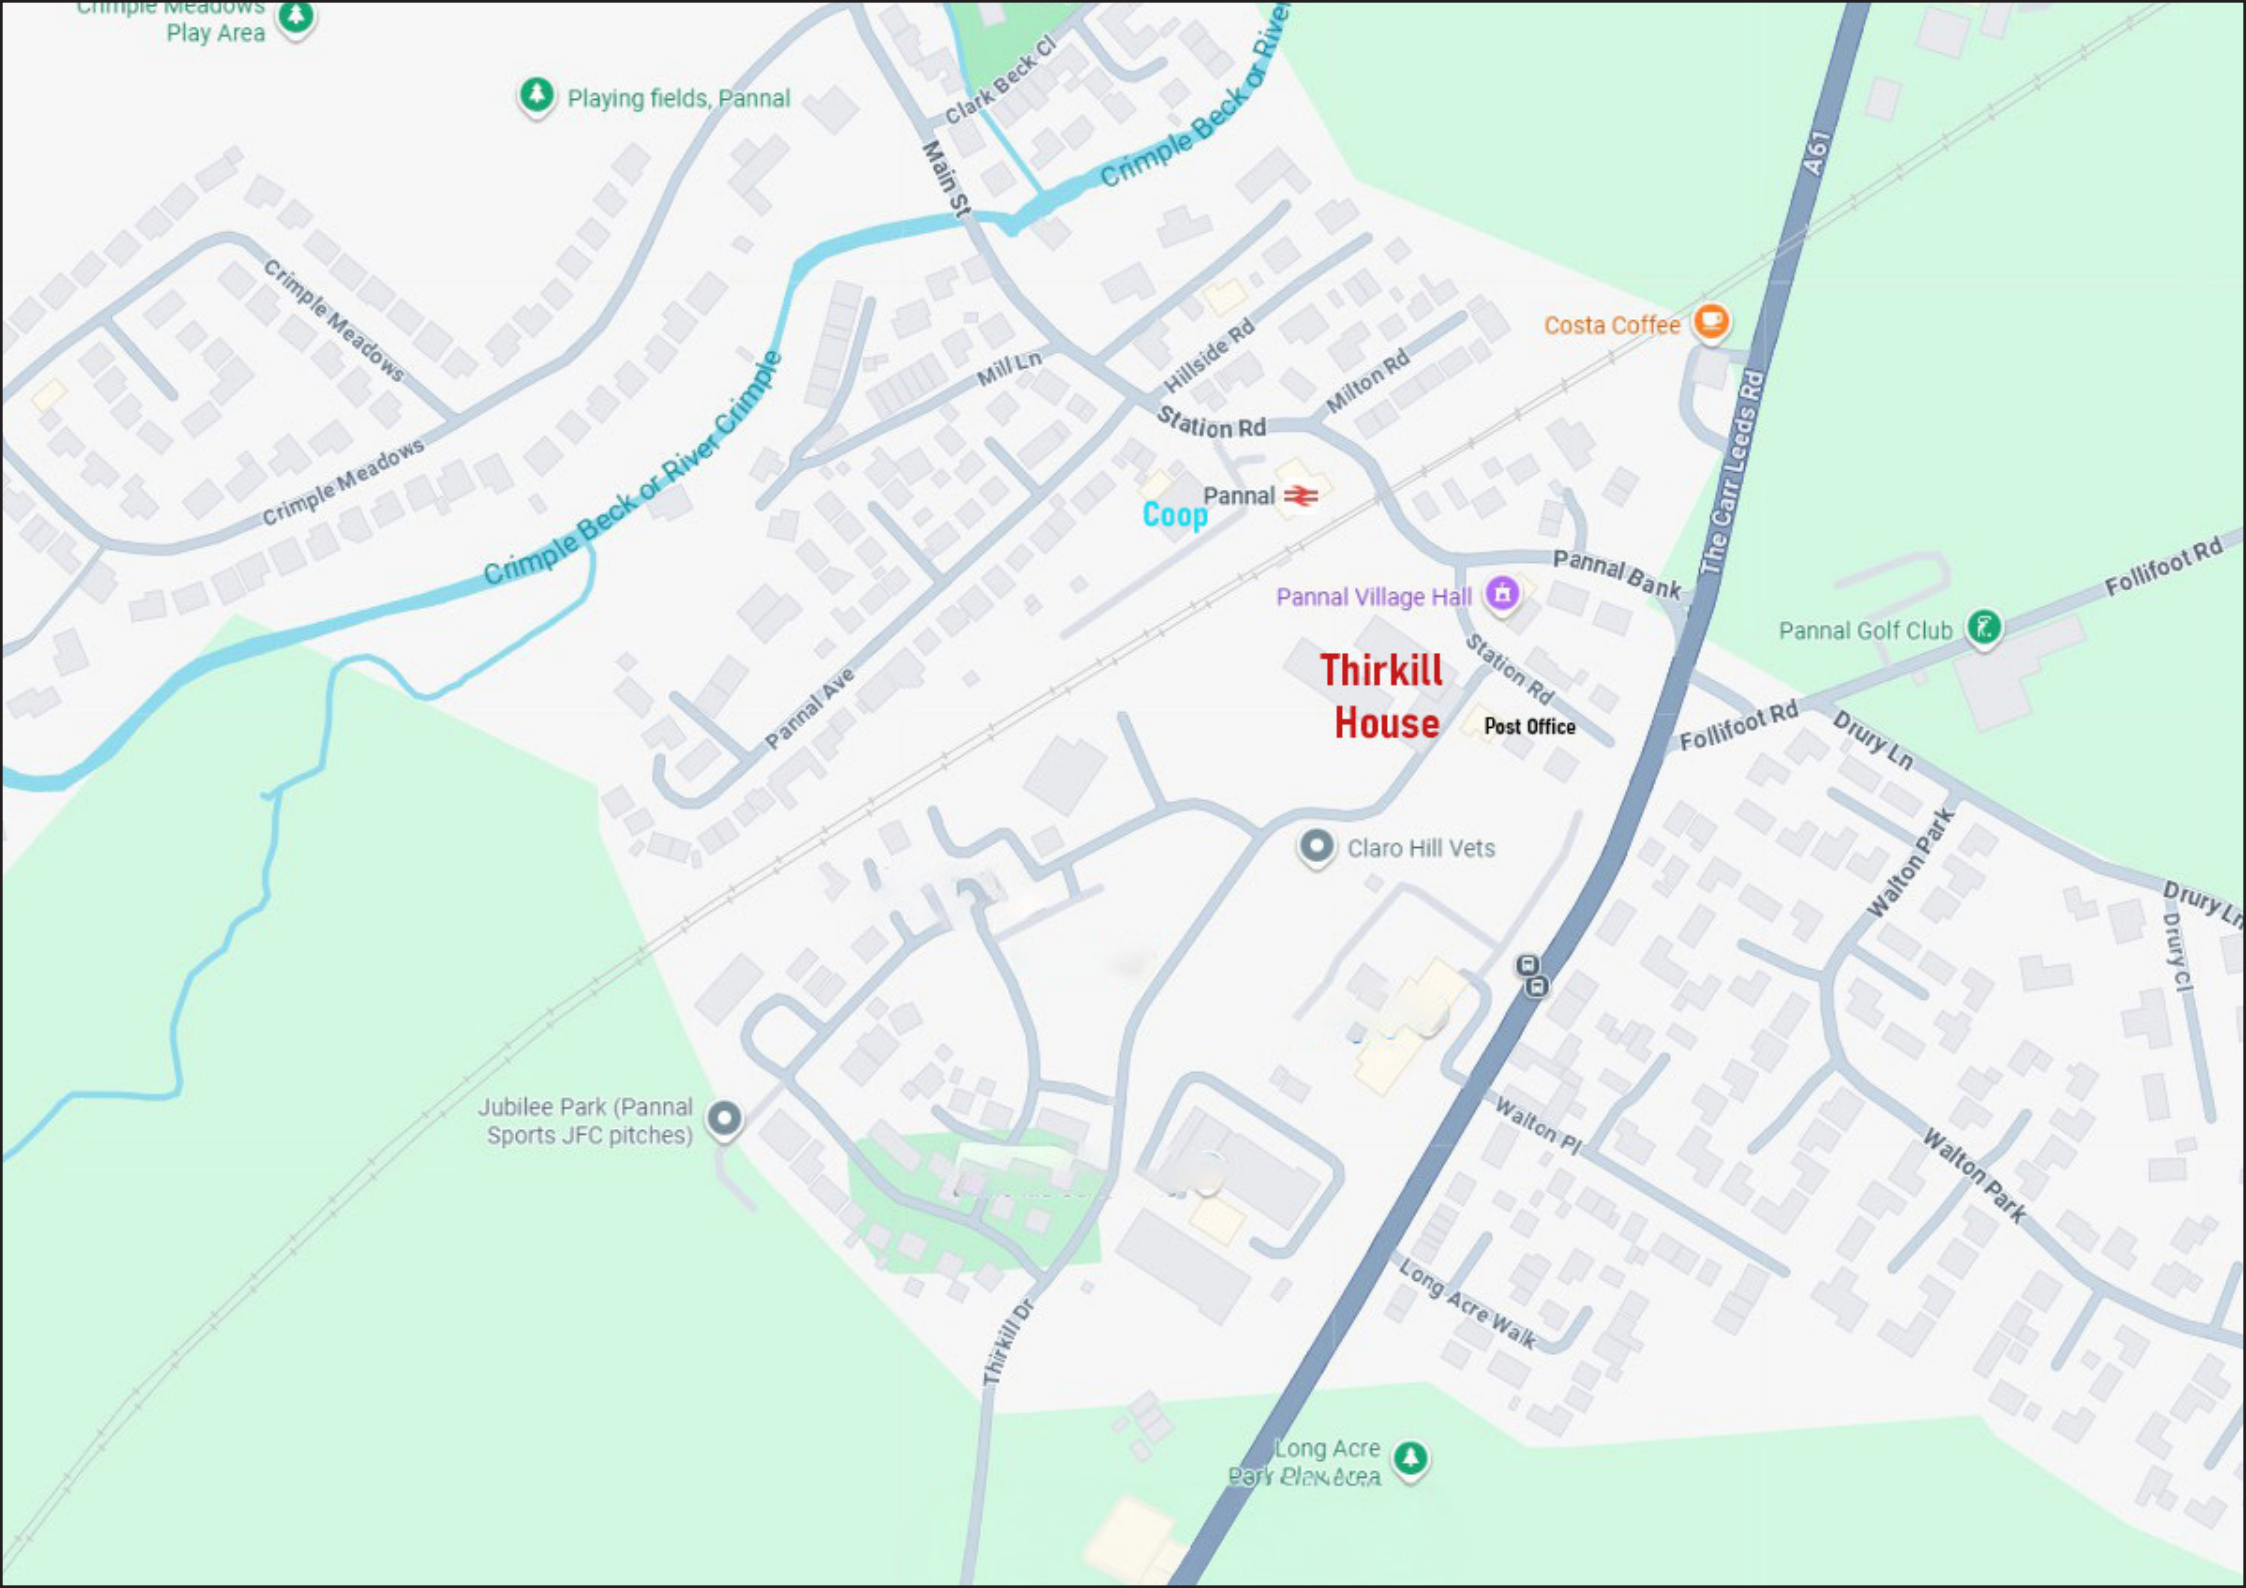 Crimple Meadows
Play Area
Playing fields, Pannal
Clark Beck Cl
Crimple Beck or River
Main St
A61
Crimple Meadows
Costa Coffee
Hillside Rd
Mill Ln
Milton Rd
Station Rd
Crimple Meadows
Crimple Beck or River Crimple
The Carr Leeds Rd
Pannal
Coop
Pannal Bank
Follifoot Rd
Pannal Village Hall
Pannal Golf Club
Station Rd
Thirkill
House
Post Office
Pannal Ave
Follifoot Rd
Drury Ln
Claro Hill Vets
Walton Park
Drury Ln
Drury Cl
Jubilee Park (Pannal
Sports JFC pitches)
Walton Pl
Walton Park
Long Acre Walk
Thirkill Dr
Long Acre
Park Play Area